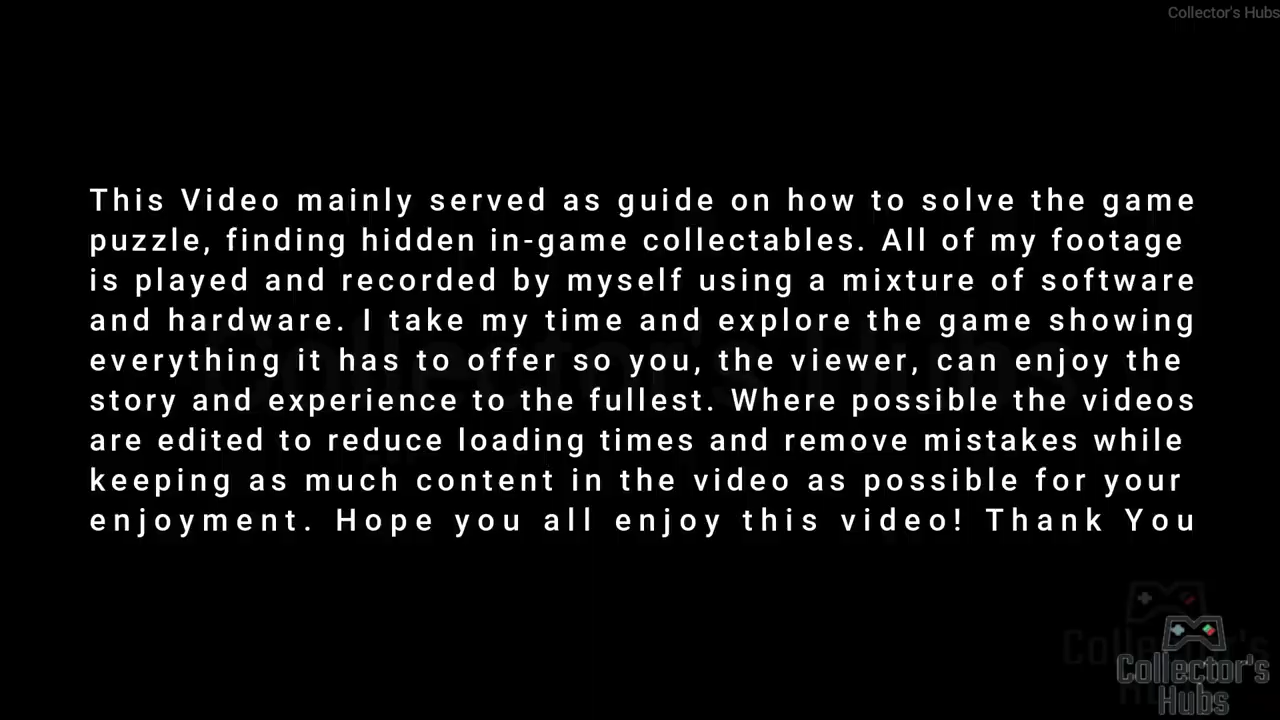 Collector's Hubs
This Video mainly served as guide on how to solve the game
puzzle, finding hidden in-game collectables. All of my footage
is played and recorded by myself using a mixture of software
and hardware. I take my time and explore the game showing
everything it has to offer so you, the viewer, can enjoy the
story and experience to the fullest. Where possible the videos
are edited to reduce loading times and remove mistakes while
keeping as much content in the video as possible for your
enjoyment. Hope you all enjoy this video! Thank You
Collector's
Hubs